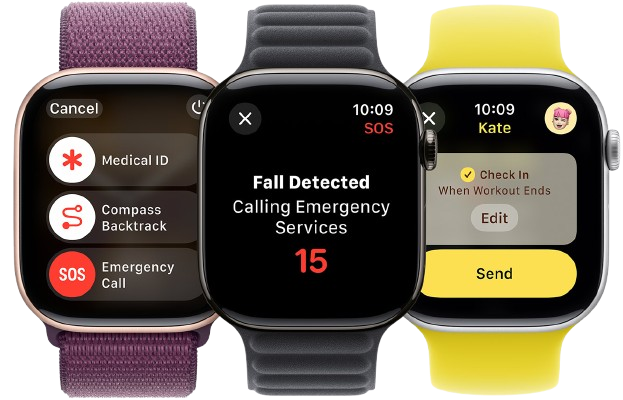 Cancel
Medical ID
Compass
Backtrack
SOS
Emergency
Call
10:09
SOS
Fall Detected
Calling Emergency
Services
15
10:09
Kate
Check In
When Workout Ends
Edit
Send